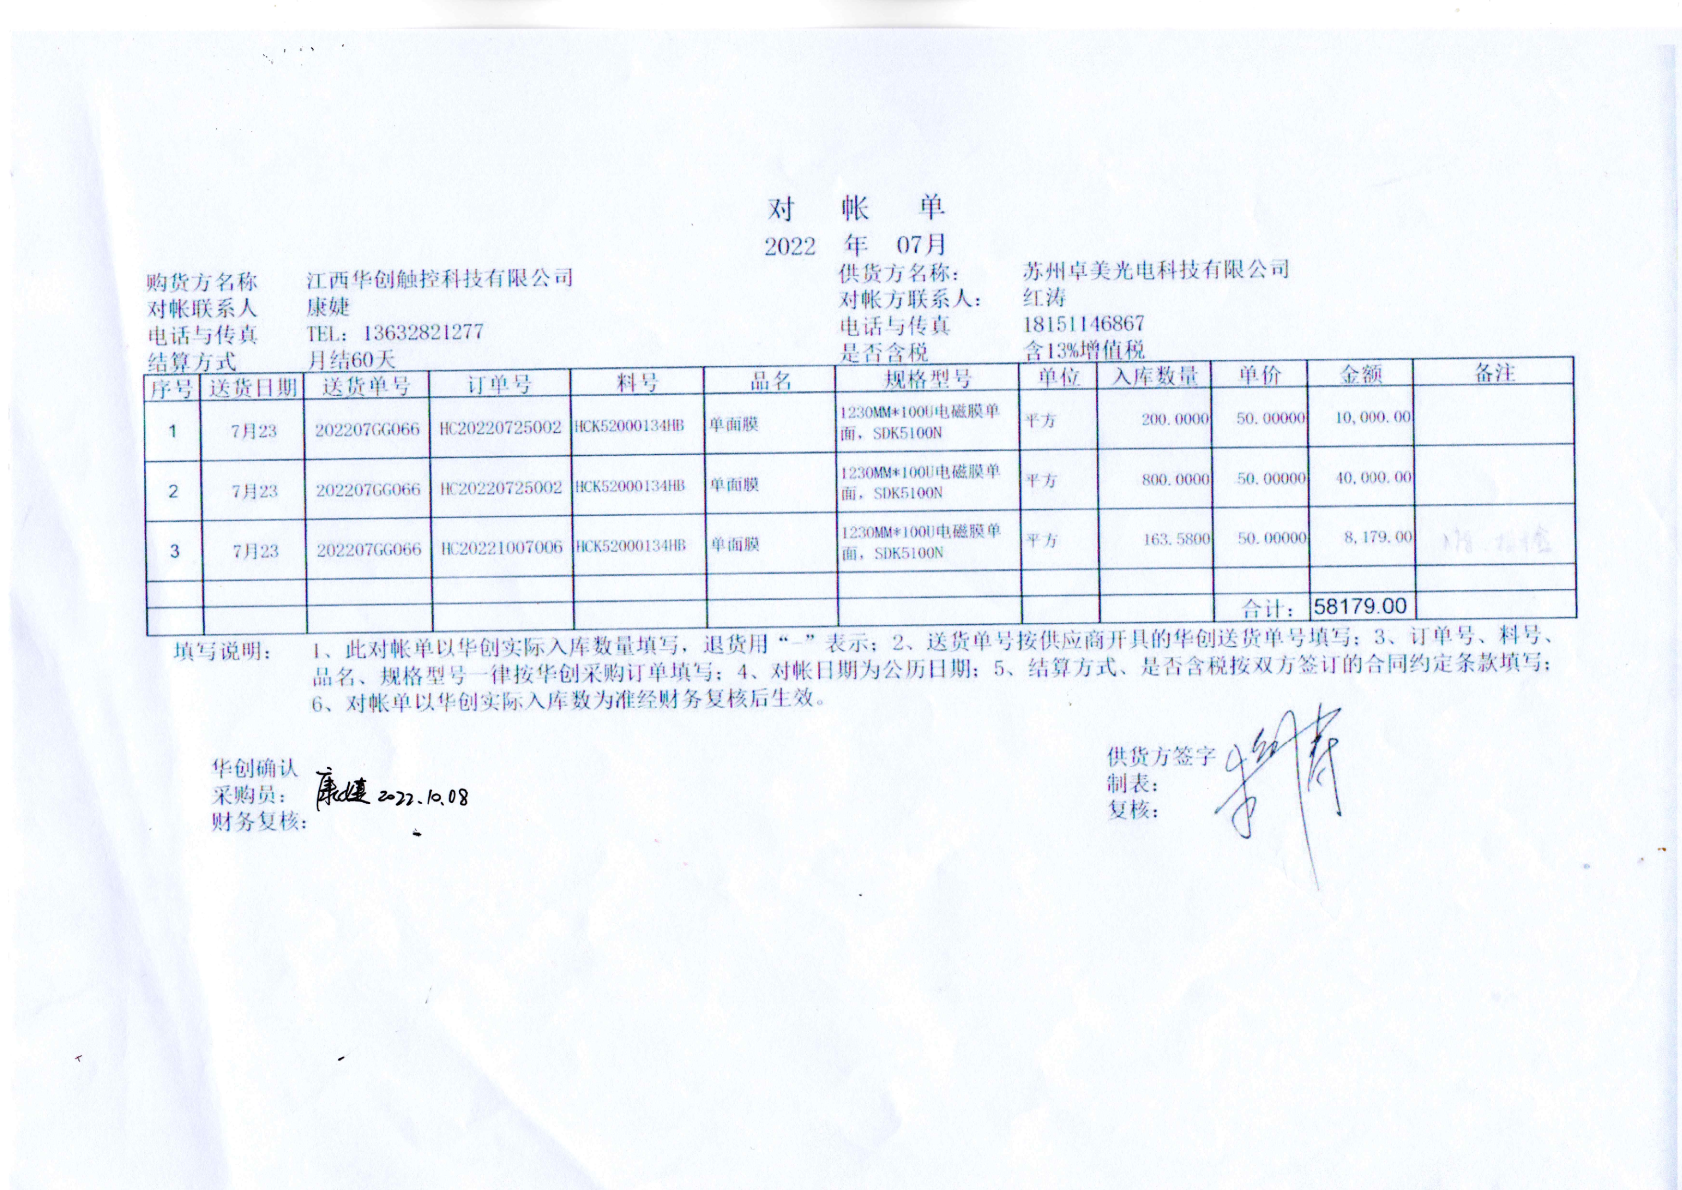 对 帐 单
2022 年 07月
购货方名称 江西华创触控科技有限公司 供货方名称： 苏州卓美光电科技有限公司
对帐联系人 康婕 对帐方联系人： 红涛
电话与传真 TEL：13632821277 电话与传真 18151146867
结算方式 月结60天 是否含税 含13%增值税
序号 送货日期 送货单号 订单号 料号 品名 规格型号 单位 入库数量 单价 金额 备注
1 7月23 202207GG066 HC20220725002 HCK52000134HB 单面膜 1230MM*100U电磁膜单面，SDK5100N 平方 200.0000 50.00000 10,000.00
2 7月23 202207GG066 HC20220725002 HCK52000134HB 单面膜 1230MM*100U电磁膜单面，SDK5100N 平方 800.0000 50.00000 40,000.00
3 7月23 202207GG066 HC20221007006 HCK52000134HB 单面膜 1230MM*100U电磁膜单面，SDK5100N 平方 163.5800 50.00000 8,179.00
合计： 58179.00
填写说明： 1、此对帐单以华创实际入库数量填写，退货用“-”表示；2、送货单号按供应商开具的华创送货单号填写；3、订单号、料号、
品名、规格型号一律按华创采购订单填写；4、对帐日期为公历日期；5、结算方式、是否含税按双方签订的合同约定条款填写；
6、对帐单以华创实际入库数为准经财务复核后生效。
华创确认 供货方签字
采购员： 康婕 2022.10.08 制表：
财务复核： 复核：